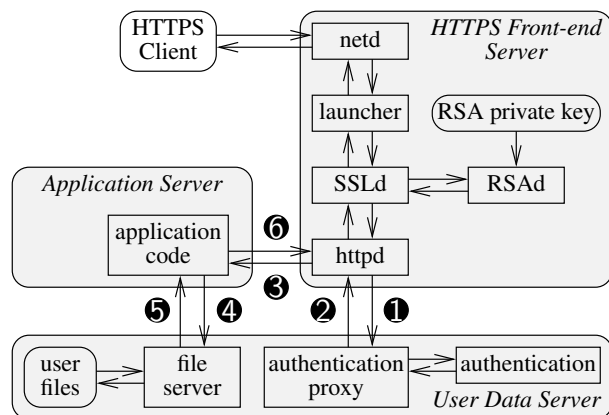 HTTPS
Client
netd
HTTPS Front-end
Server
launcher
RSA private key
Application Server
SSLd
RSAd
application
code
❻
httpd
❸
❺
❹
❷
❶
user
files
file
server
authentication
proxy
authentication
User Data Server